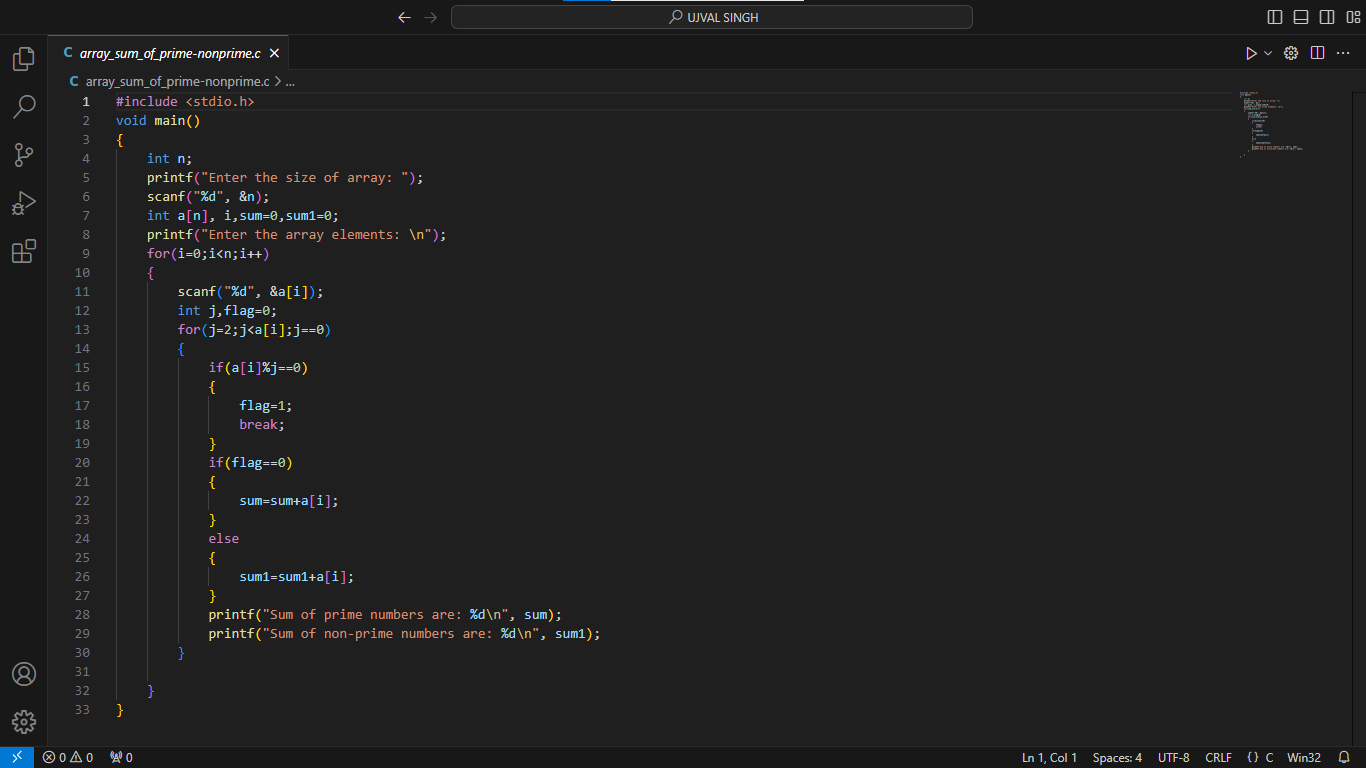 UJVAL SINGH
array_sum_of_prime-nonprime.c
C array_sum_of_prime-nonprime.c > ...
1 #include <stdio.h>
2 void main()
3 {
4     int n;
5     printf("Enter the size of array: ");
6     scanf("%d", &n);
7     int a[n], i,sum=0,sum1=0;
8     printf("Enter the array elements: \n");
9     for(i=0;i<n;i++)
10     {
11         scanf("%d", &a[i]);
12         int j,flag=0;
13         for(j=2;j<a[i];j==0)
14         {
15             if(a[i]%j==0)
16             {
17                 flag=1;
18                 break;
19             }
20             if(flag==0)
21             {
22                 sum=sum+a[i];
23             }
24             else
25             {
26                 sum1=sum1+a[i];
27             }
28             printf("Sum of prime numbers are: %d\n", sum);
29             printf("Sum of non-prime numbers are: %d\n", sum1);
30         }
31
32     }
33 }
0 0 0 Ln 1, Col 1 Spaces: 4 UTF-8 CRLF {} C Win32